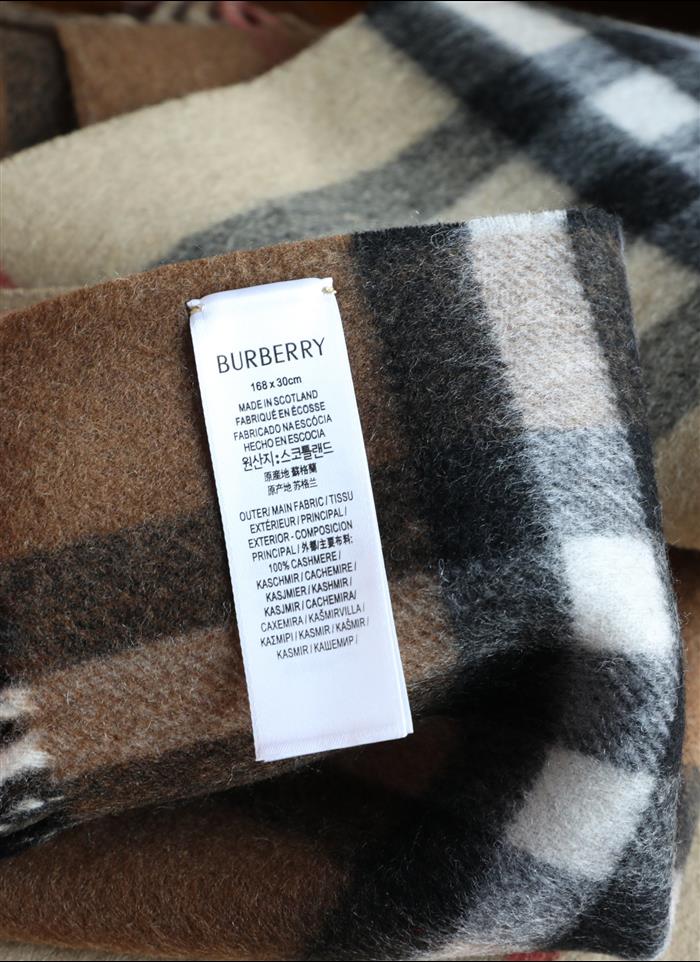 BURBERRY
168 x 30cm
MADE IN SCOTLAND
FABRIQUÉ EN ÉCOSSE
FABRICADO NA ESCÓCIA
HECHO EN ESCOCIA
원산지:스코틀랜드
原產地 蘇格蘭
原产地 苏格兰
OUTER/ MAIN FABRIC/ TISSU
EXTÉRIEUR/ PRINCIPAL/
EXTERIOR - COMPOSICION
PRINCIPAL/ 外部/主要布料:
100% CASHMERE/
KASCHMIR/ CACHEMIRE/
KASJMIER/ KASHMIR/
KASJMIR/ CACHEMIRA/
CAXEMIRA/ KAŠMIRVILLA/
ΚΑΣΜΙΡΙ/ KASMIR/ KAŠMIR/
KASMIR/ КАШЕМИР/